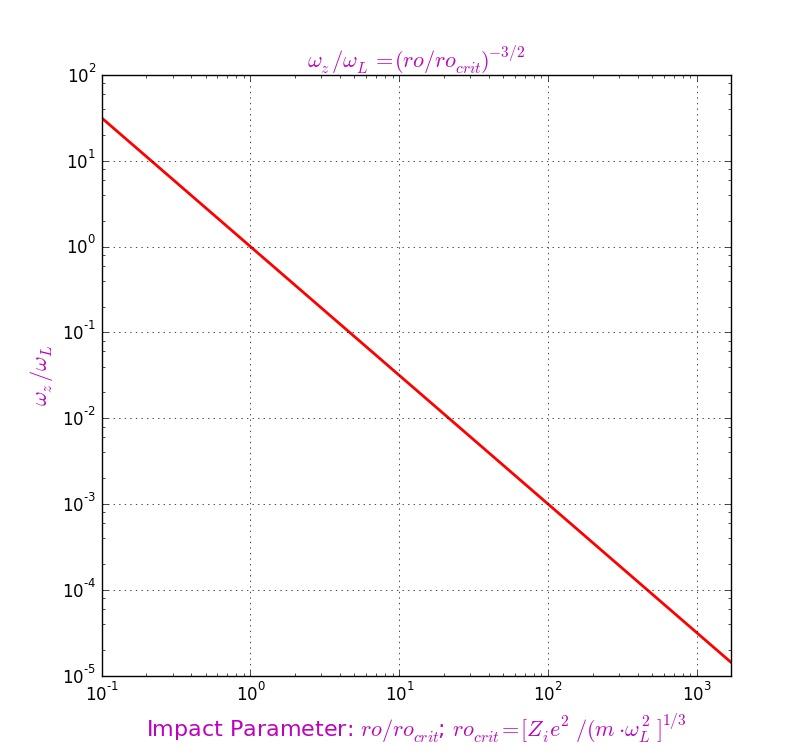 ω_z/ω_L =(ro/ro_crit)^-3/2
10^2
10^1
10^0
10^-1
10^-2
10^-3
10^-4
10^-5
ω_z/ω_L
10^-1 10^0 10^1 10^2 10^3
Impact Parameter: ro/ro_crit; ro_crit=[Z_ie^2 /(m·ω_L^2 ]^1/3